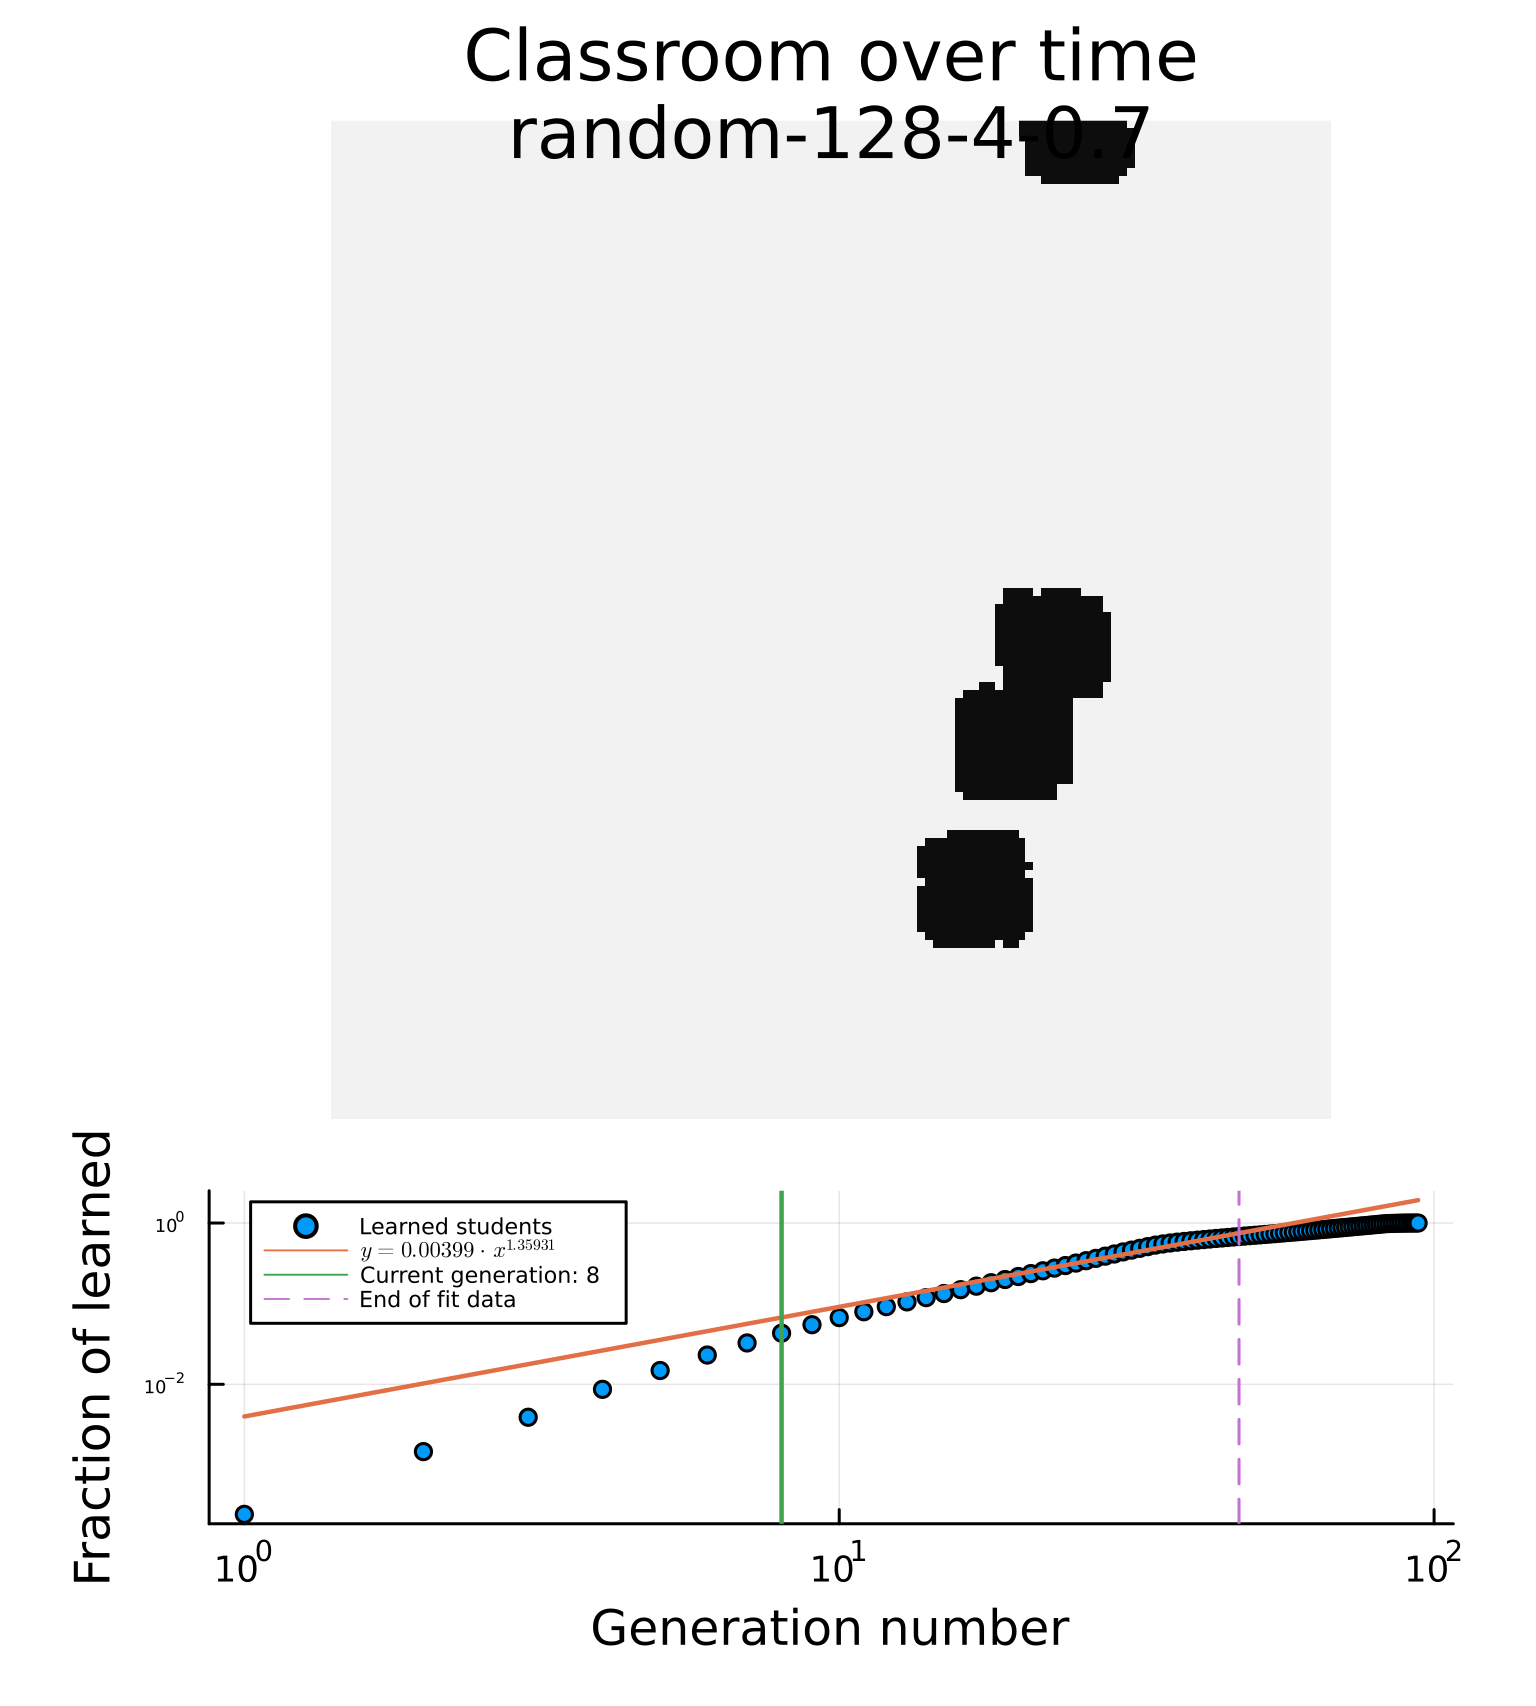 Classroom over time
random-128-4-0.7
Fraction of learned
10^0
10^-2
Learned students
y = 0.00399 · x^1.35931
Current generation: 8
End of fit data
10^0
10^1
10^2
Generation number